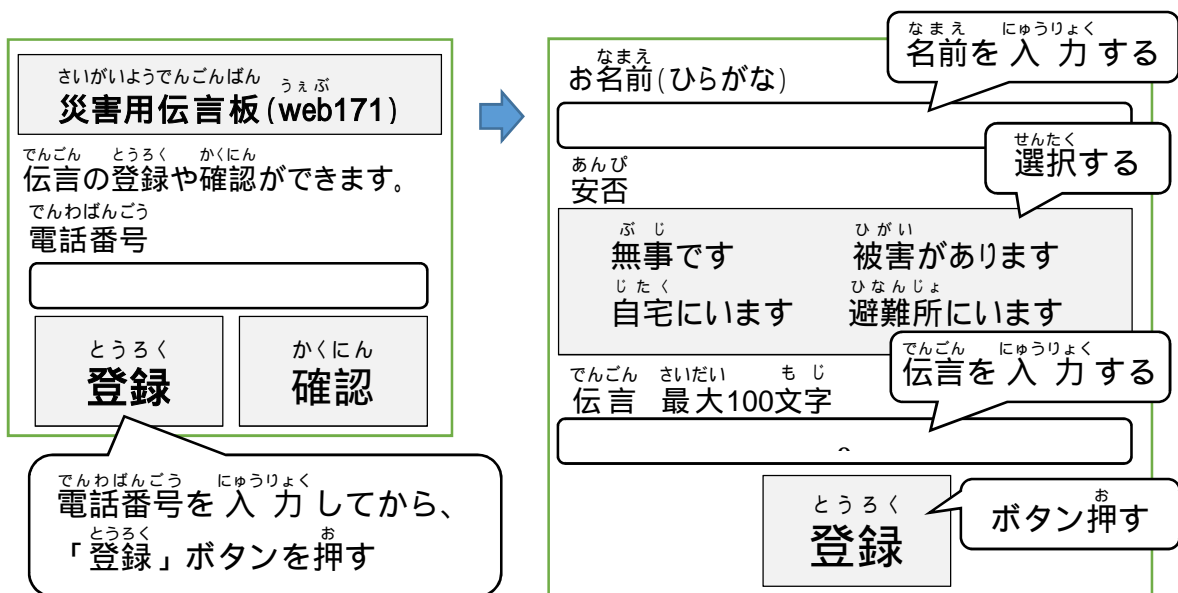 さいがいようでんごんばん うぇぶ
災害用伝言板(web171)
でんごん とうろく かくにん
伝言の登録や確認ができます。
でんわばんごう
電話番号
とうろく
登録
かくにん
確認
でんわばんごう にゅうりょく
電話番号を入力してから、
とうろく お
「登録」ボタンを押す
なまえ にゅうりょく
名前を入力する
なまえ
お名前(ひらがな)
せんたく
選択する
あんぴ
安否
ぶじ ひがい
無事です 被害があります
じたく ひなんじょ
自宅にいます 避難所にいます
でんごん にゅうりょく
伝言を入力する
でんごん さいだい もじ
伝言 最大100文字
とうろく
登録
お
ボタン押す